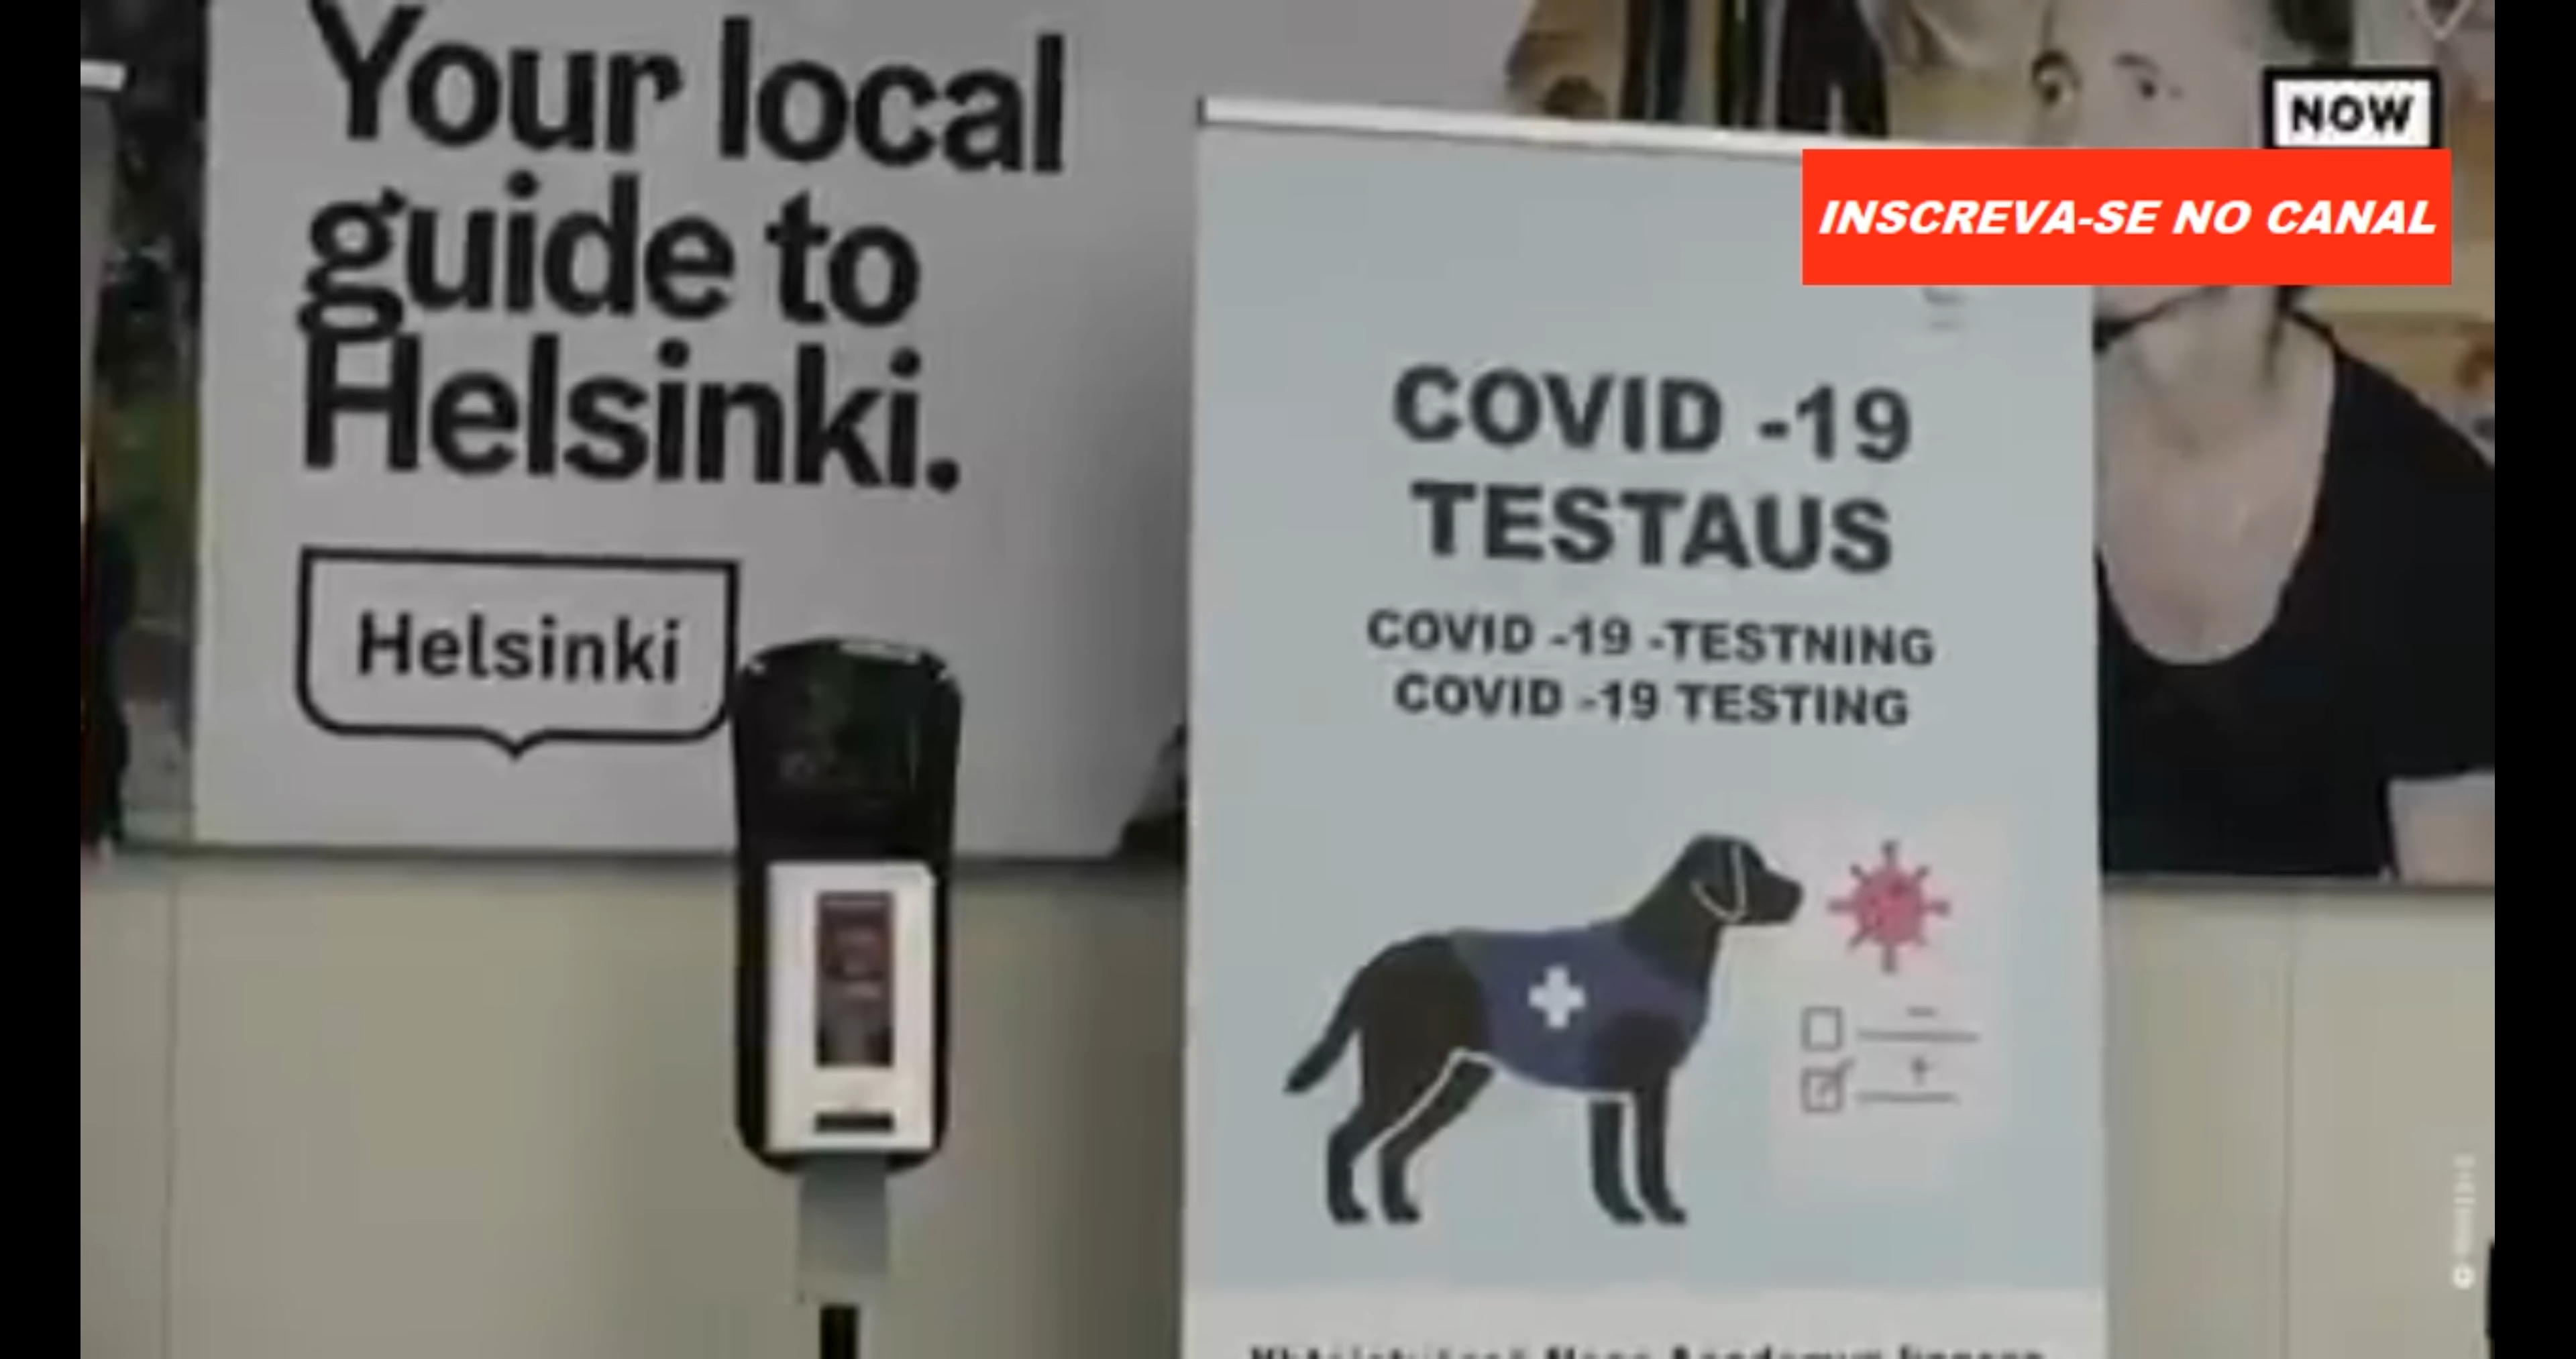 Your local
guide to
Helsinki.
Helsinki
NOW
INSCREVA-SE NO CANAL
COVID -19
TESTAUS
COVID -19 -TESTNING
COVID -19 TESTING